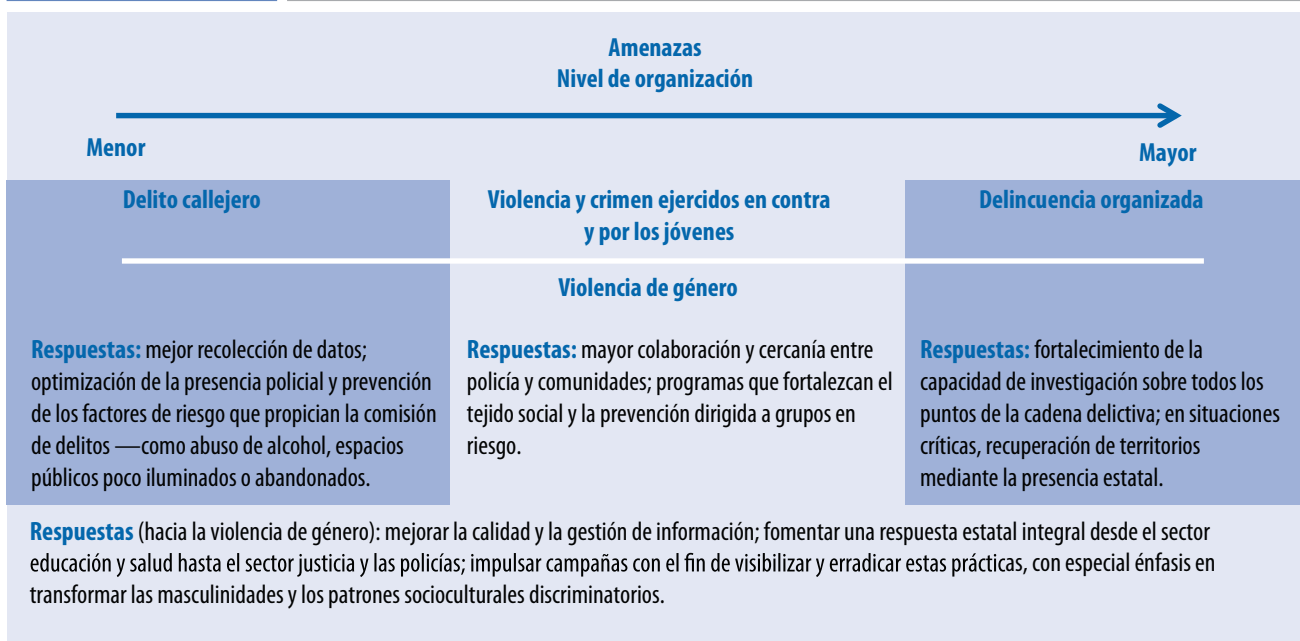 Amenazas
Nivel de organización
Menor
Mayor
Delito callejero
Violencia y crimen ejercidos en contra
y por los jóvenes
Delincuencia organizada
Violencia de género
Respuestas: mejor recolección de datos;
optimización de la presencia policial y prevención
de los factores de riesgo que propician la comisión
de delitos —como abuso de alcohol, espacios
públicos poco iluminados o abandonados.
Respuestas: mayor colaboración y cercanía entre
policía y comunidades; programas que fortalezcan el
tejido social y la prevención dirigida a grupos en
riesgo.
Respuestas: fortalecimiento de la
capacidad de investigación sobre todos los
puntos de la cadena delictiva; en situaciones
críticas, recuperación de territorios
mediante la presencia estatal.
Respuestas (hacia la violencia de género): mejorar la calidad y la gestión de información; fomentar una respuesta estatal integral desde el sector
educación y salud hasta el sector justicia y las policías; impulsar campañas con el fin de visibilizar y erradicar estas prácticas, con especial énfasis en
transformar las masculinidades y los patrones socioculturales discriminatorios.